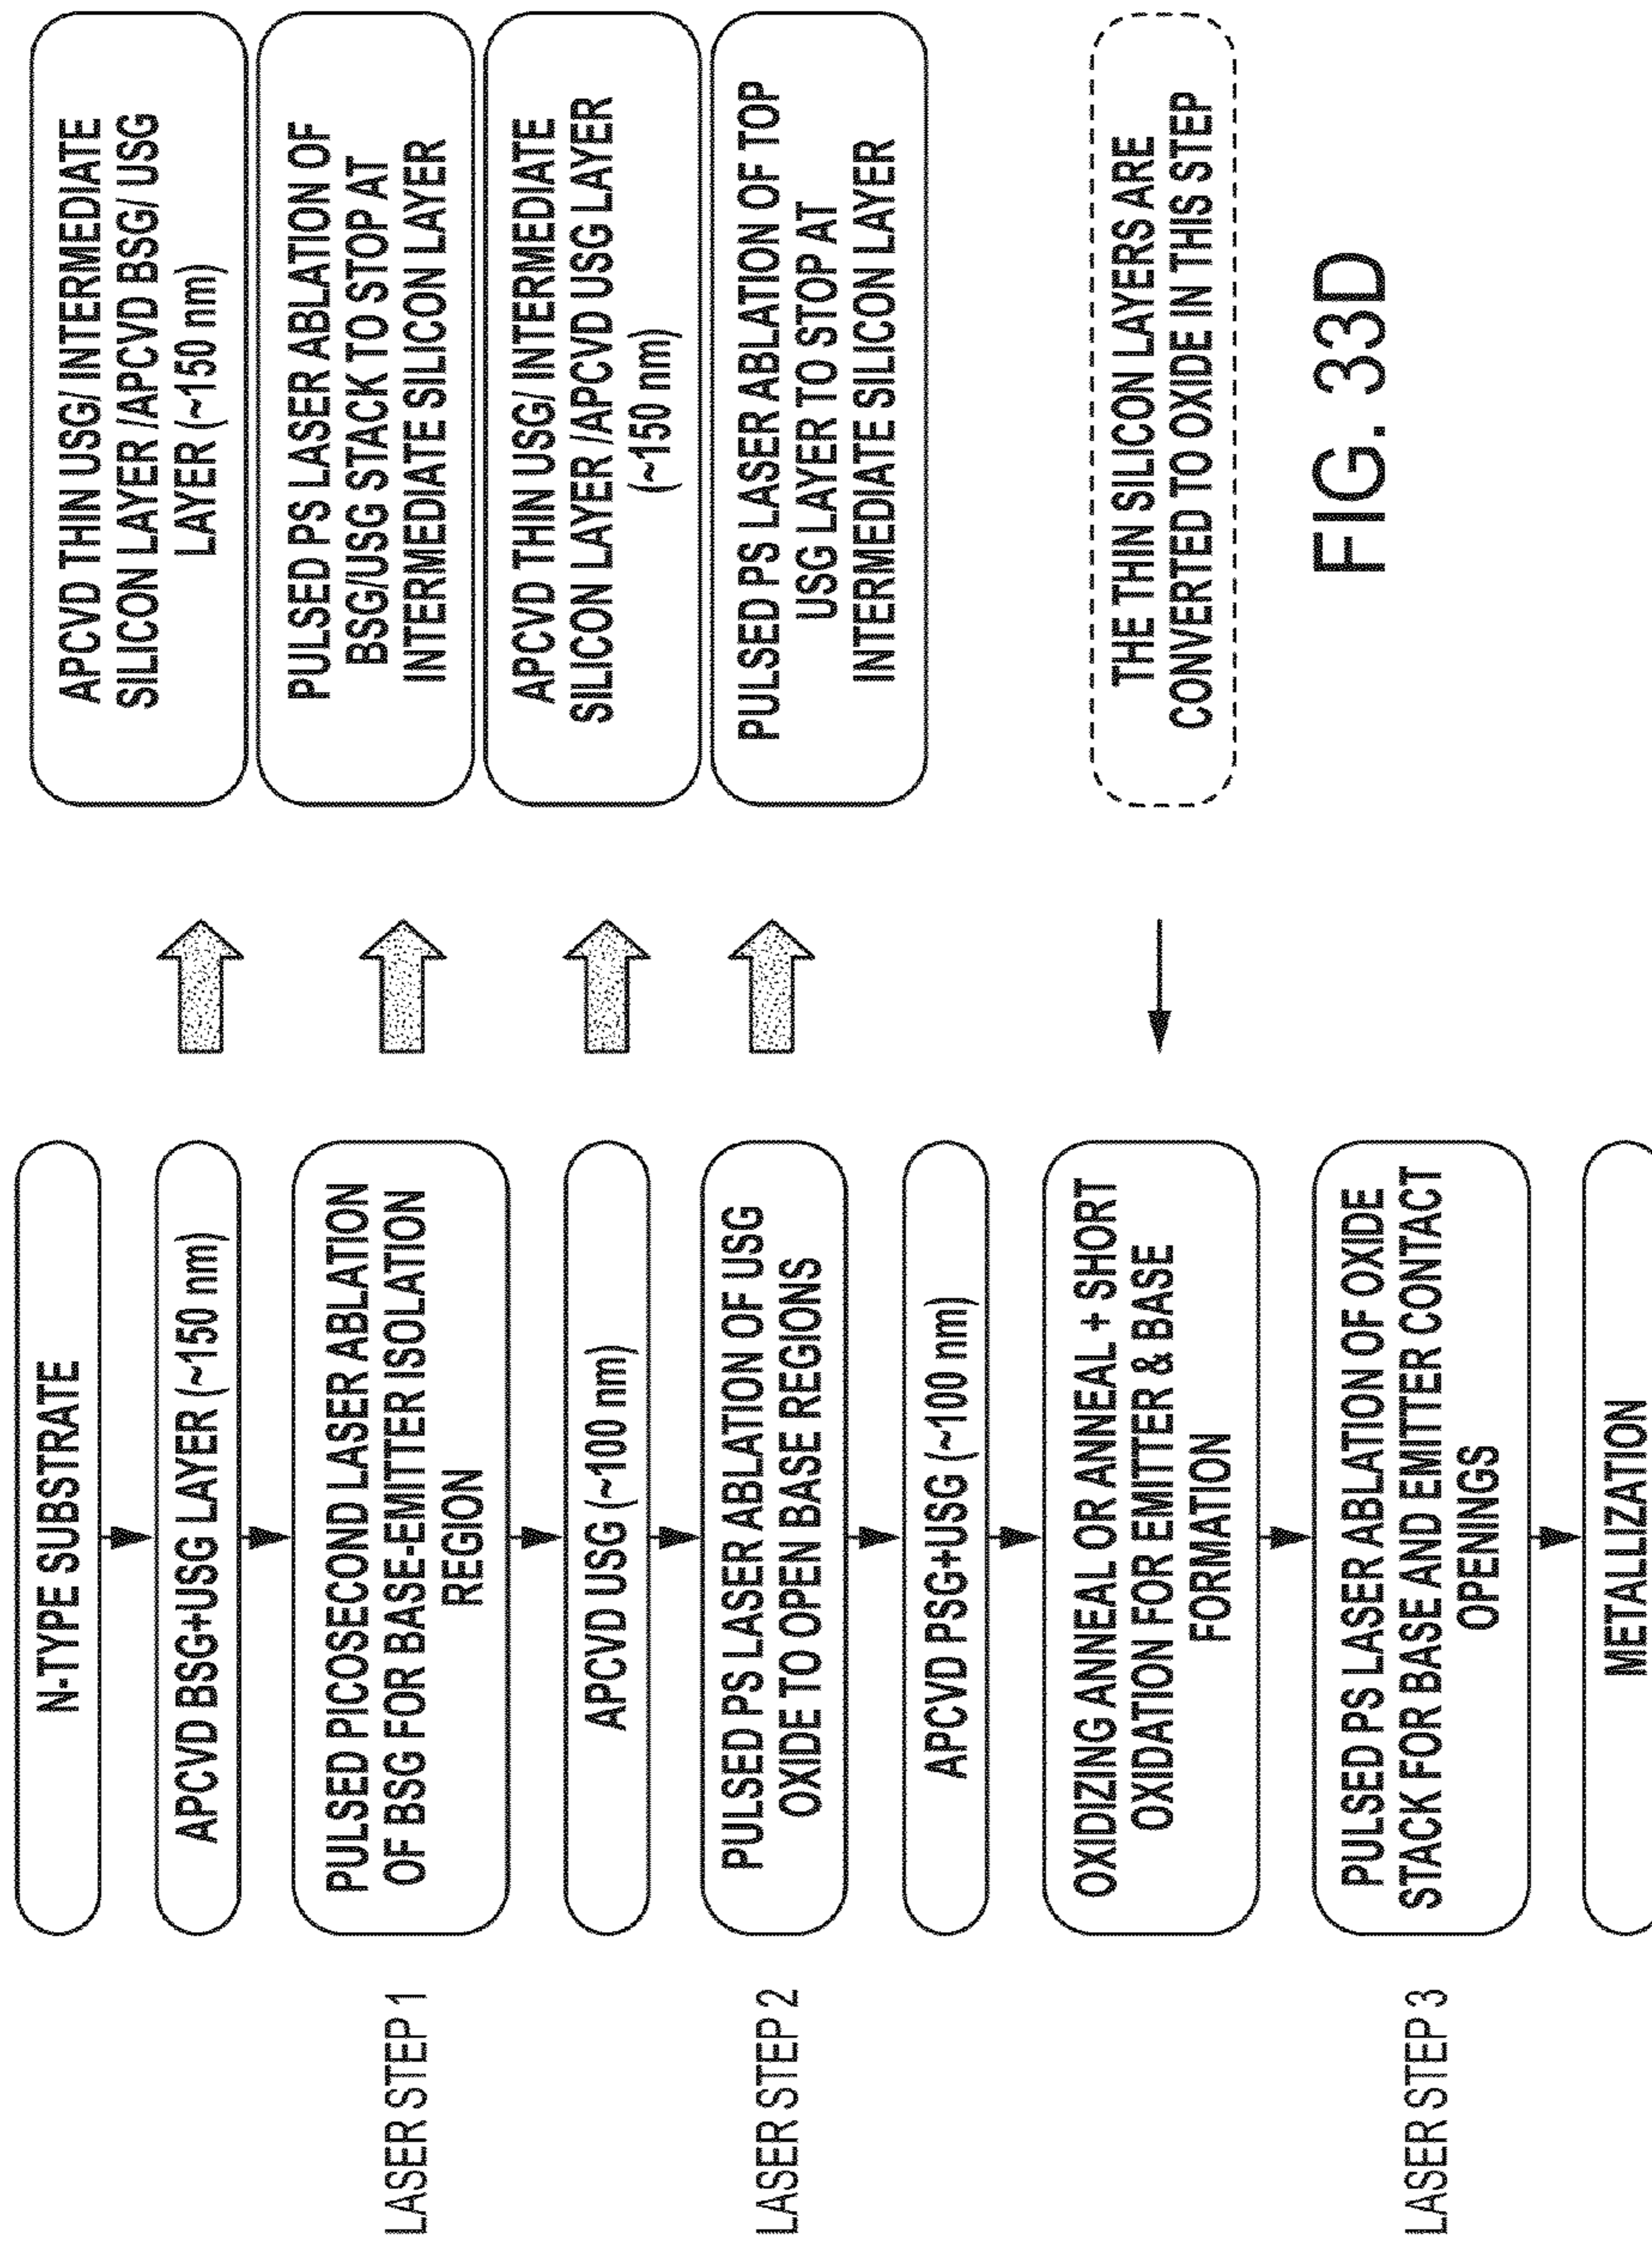 N-TYPE SUBSTRATE
APCVD BSG+USG LAYER (~150 nm)
LASER STEP 1
PULSED PICOSECOND LASER ABLATION
OF BSG FOR BASE-EMITTER ISOLATION
REGION
APCVD USG (~100 nm)
LASER STEP 2
PULSED PS LASER ABLATION OF USG
OXIDE TO OPEN BASE REGIONS
APCVD PSG+USG (~100 nm)
OXIDIZING ANNEAL OR ANNEAL + SHORT
OXIDATION FOR EMITTER & BASE
FORMATION
LASER STEP 3
PULSED PS LASER ABLATION OF OXIDE
STACK FOR BASE AND EMITTER CONTACT
OPENINGS
METALLIZATION
APCVD THIN USG/ INTERMEDIATE
SILICON LAYER /APCVD BSG/ USG
LAYER (~150 nm)
PULSED PS LASER ABLATION OF
BSG/USG STACK TO STOP AT
INTERMEDIATE SILICON LAYER
APCVD THIN USG/ INTERMEDIATE
SILICON LAYER /APCVD USG LAYER
(~150 nm)
PULSED PS LASER ABLATION OF TOP
USG LAYER TO STOP AT
INTERMEDIATE SILICON LAYER
THE THIN SILICON LAYERS ARE
CONVERTED TO OXIDE IN THIS STEP
FIG. 33D